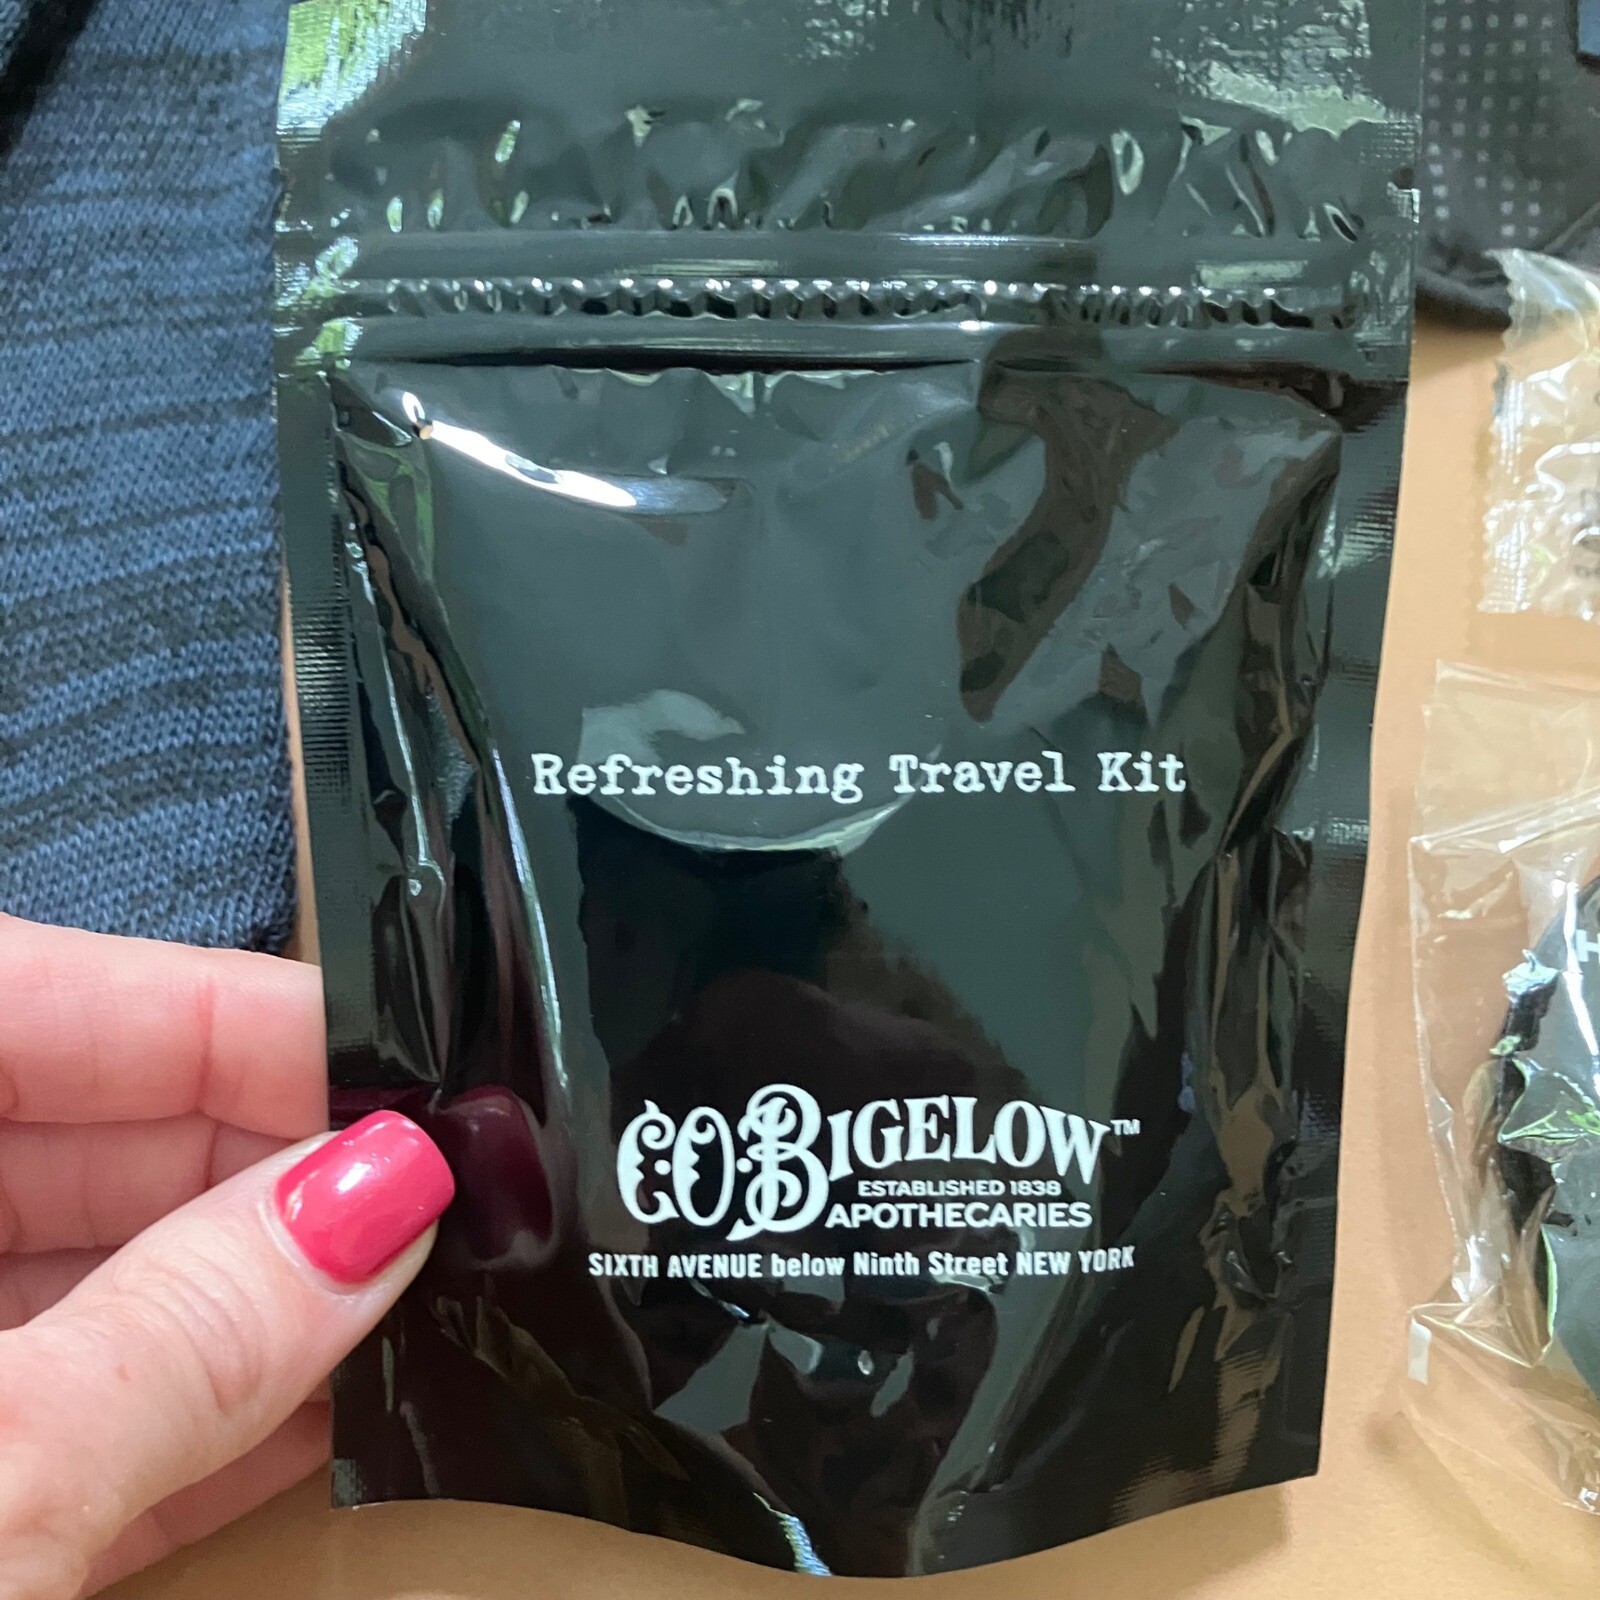 Refreshing Travel Kit
C·O·BIGELOW™
ESTABLISHED 1838
APOTHECARIES
SIXTH AVENUE below Ninth Street NEW YORK